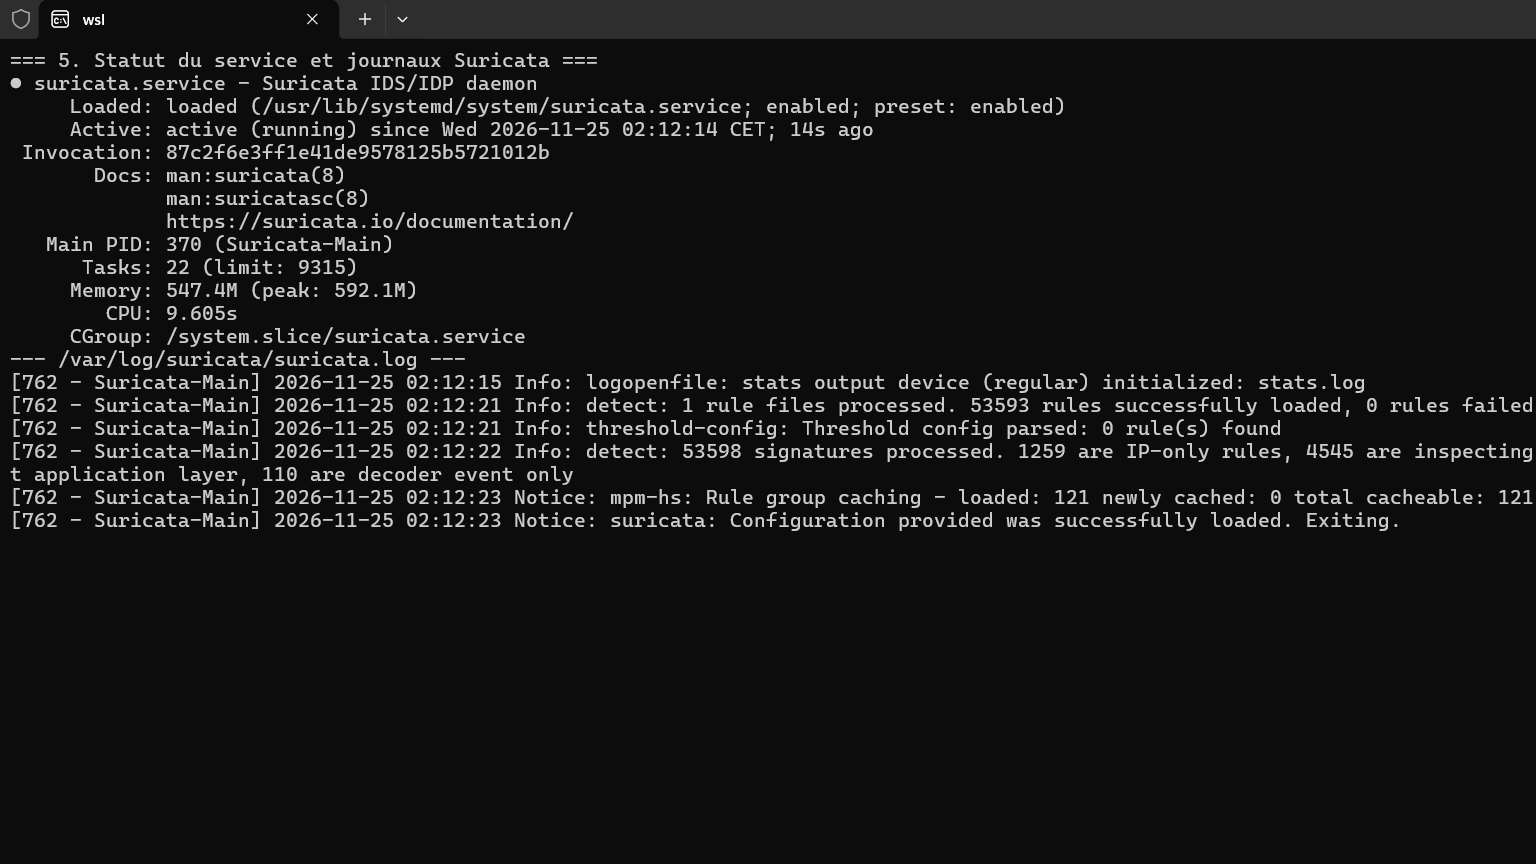 wsl
=== 5. Statut du service et journaux Suricata ===
● suricata.service - Suricata IDS/IDP daemon
Loaded: loaded (/usr/lib/systemd/system/suricata.service; enabled; preset: enabled)
Active: active (running) since Wed 2026-11-25 02:12:14 CET; 14s ago
Invocation: 87c2f6e3ff1e41de9578125b5721012b
Docs: man:suricata(8)
man:suricatasc(8)
https://suricata.io/documentation/
Main PID: 370 (Suricata-Main)
Tasks: 22 (limit: 9315)
Memory: 547.4M (peak: 592.1M)
CPU: 9.605s
CGroup: /system.slice/suricata.service
--- /var/log/suricata/suricata.log ---
[762 - Suricata-Main] 2026-11-25 02:12:15 Info: logopenfile: stats output device (regular) initialized: stats.log
[762 - Suricata-Main] 2026-11-25 02:12:21 Info: detect: 1 rule files processed. 53593 rules successfully loaded, 0 rules failed
[762 - Suricata-Main] 2026-11-25 02:12:21 Info: threshold-config: Threshold config parsed: 0 rule(s) found
[762 - Suricata-Main] 2026-11-25 02:12:22 Info: detect: 53598 signatures processed. 1259 are IP-only rules, 4545 are inspecting
t application layer, 110 are decoder event only
[762 - Suricata-Main] 2026-11-25 02:12:23 Notice: mpm-hs: Rule group caching - loaded: 121 newly cached: 0 total cacheable: 121
[762 - Suricata-Main] 2026-11-25 02:12:23 Notice: suricata: Configuration provided was successfully loaded. Exiting.